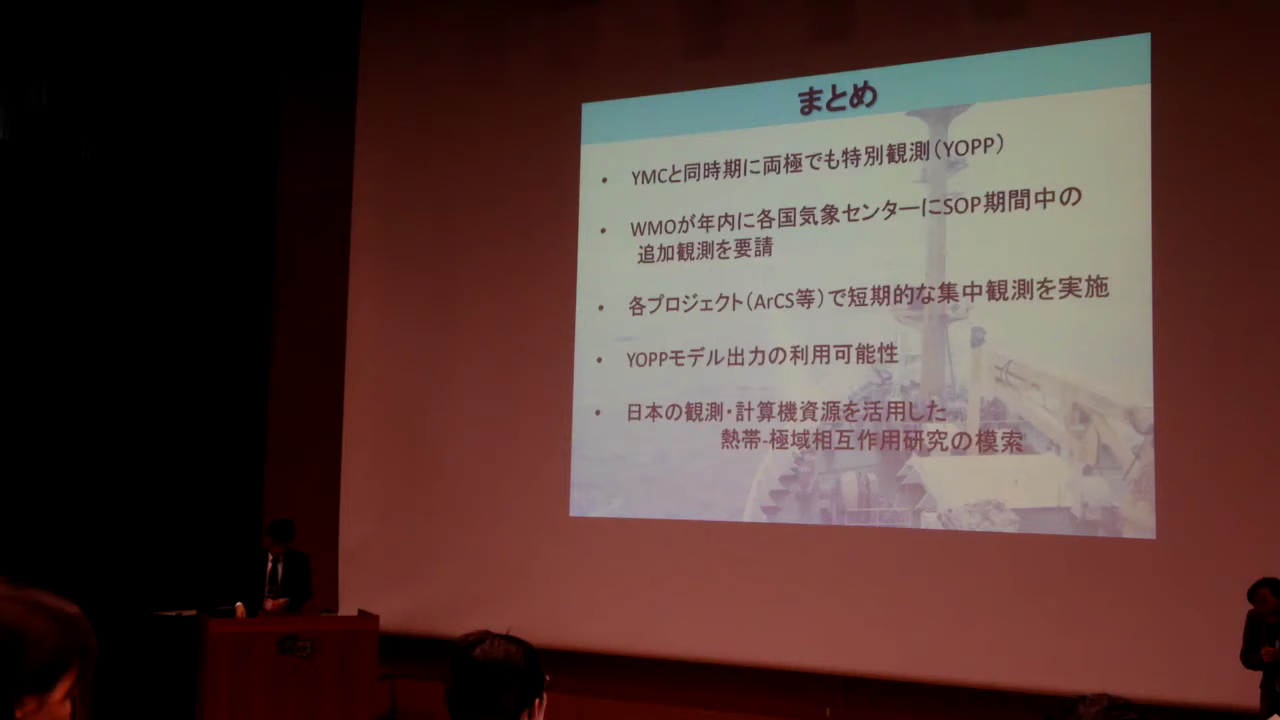 まとめ
• YMCと同時期に両極でも特別観測（YOPP）
• WMOが年内に各国気象センターにSOP期間中の
追加観測を要請
• 各プロジェクト（ArCS等）で短期的な集中観測を実施
• YOPPモデル出力の利用可能性
• 日本の観測・計算機資源を活用した
熱帯-極域相互作用研究の模索